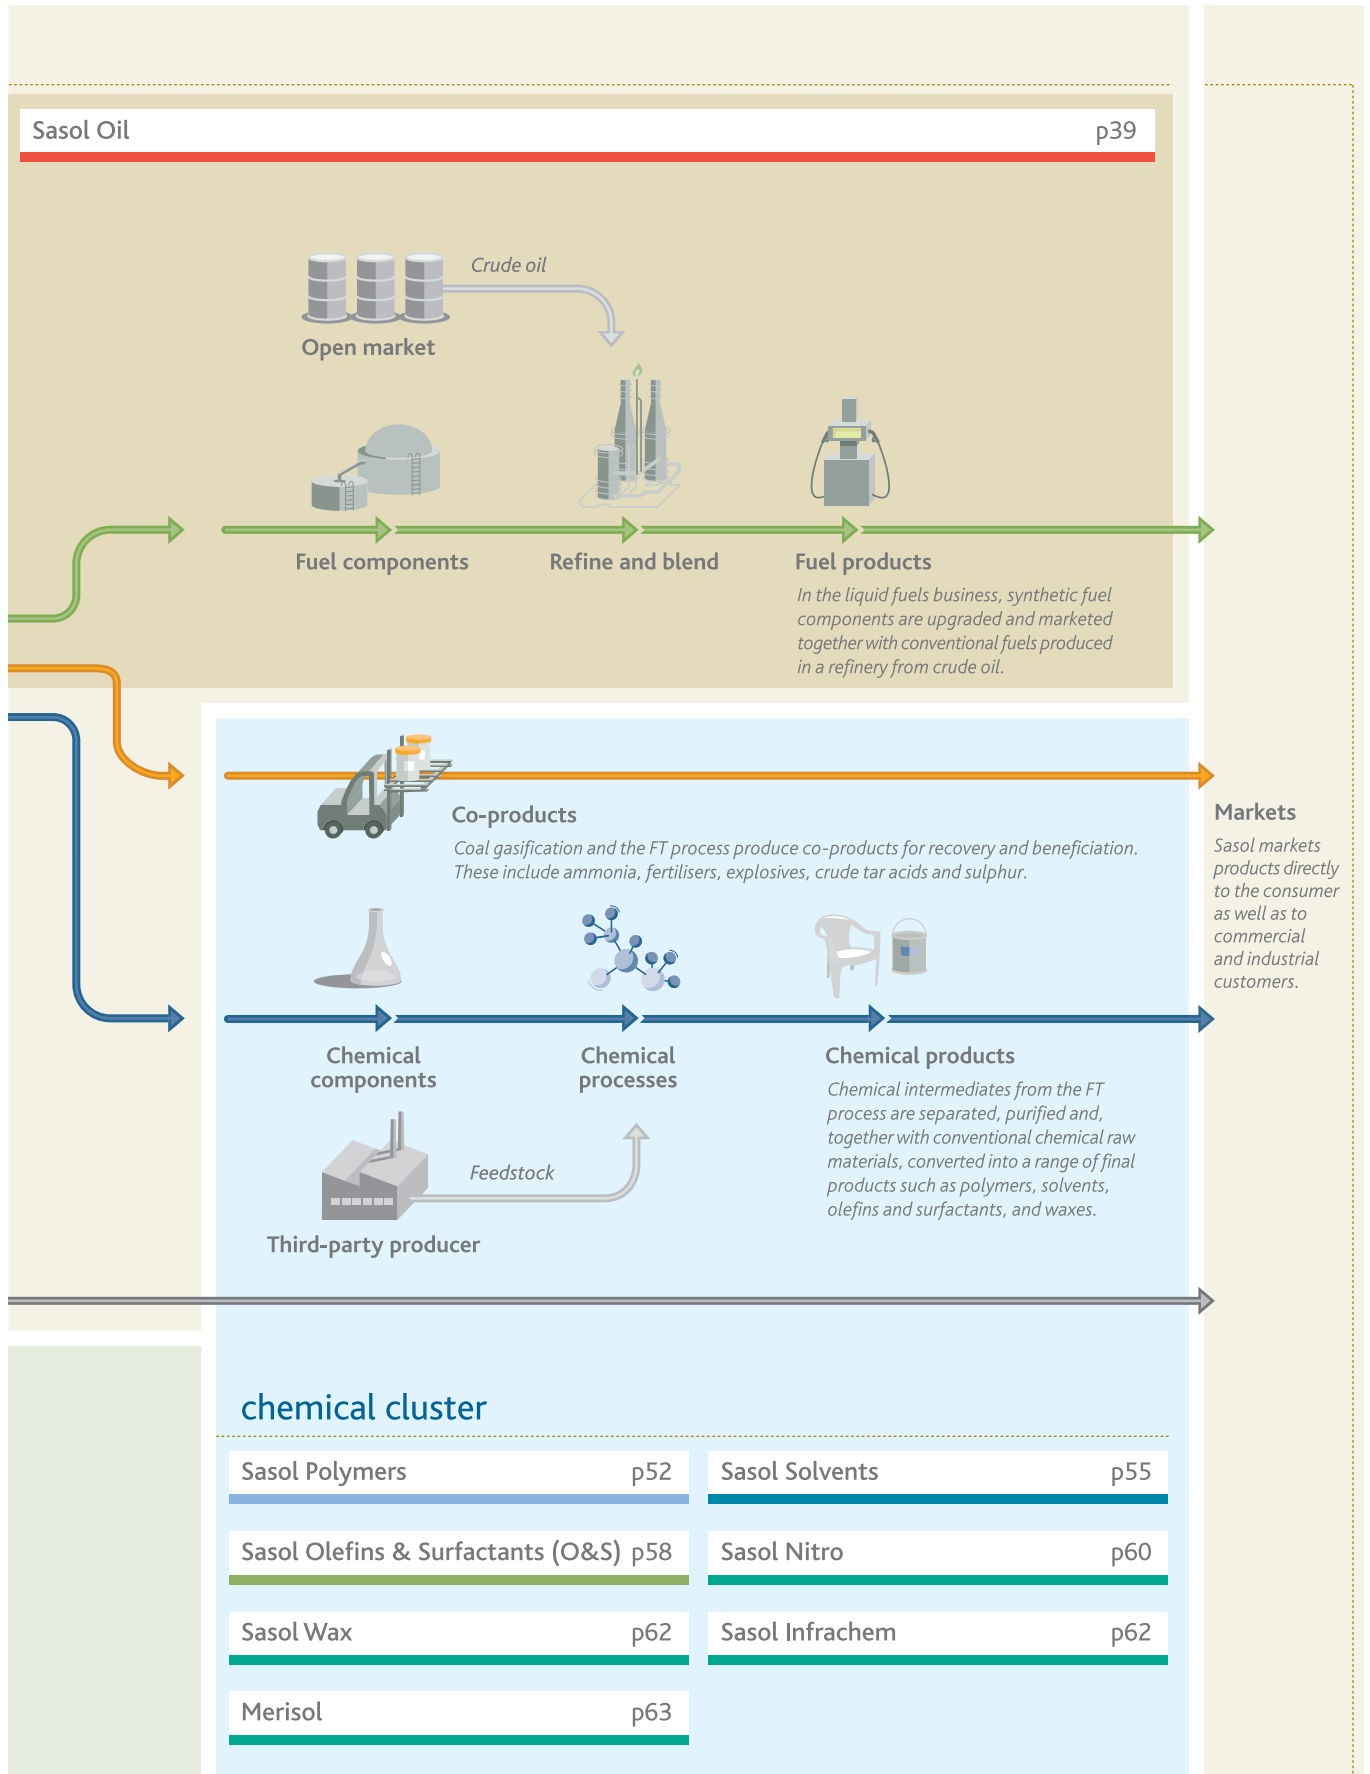 Sasol Oil p39
Crude oil
Open market
Fuel components
Refine and blend
Fuel products
In the liquid fuels business, synthetic fuel
components are upgraded and marketed
together with conventional fuels produced
in a refinery from crude oil.
Co-products
Coal gasification and the FT process produce co-products for recovery and beneficiation.
These include ammonia, fertilisers, explosives, crude tar acids and sulphur.
Markets
Sasol markets
products directly
to the consumer
as well as to
commercial
and industrial
customers.
Chemical
components
Chemical
processes
Chemical products
Chemical intermediates from the FT
process are separated, purified and,
together with conventional chemical raw
materials, converted into a range of final
products such as polymers, solvents,
olefins and surfactants, and waxes.
Feedstock
Third-party producer
chemical cluster
Sasol Polymers p52
Sasol Solvents p55
Sasol Olefins & Surfactants (O&S) p58
Sasol Nitro p60
Sasol Wax p62
Sasol Infrachem p62
Merisol p63